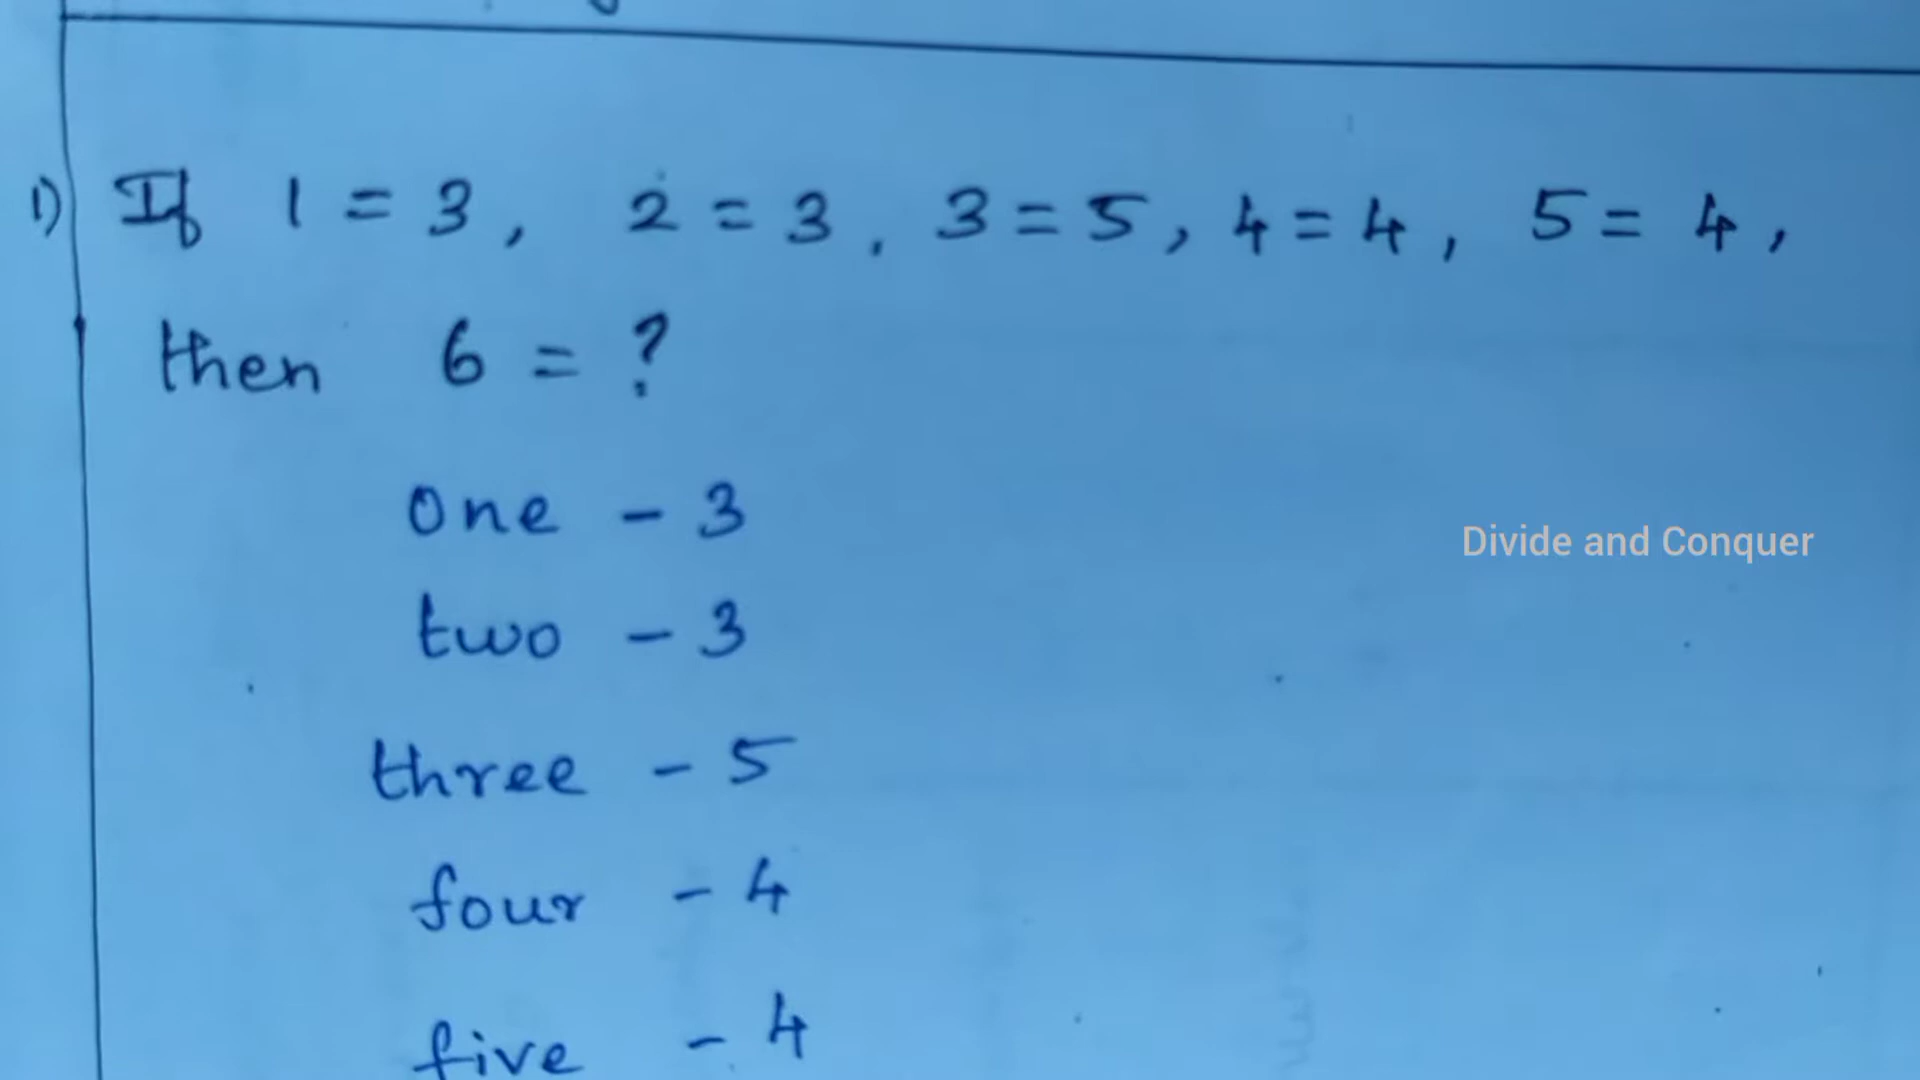 1) If 1 = 3, 2 = 3, 3 = 5, 4 = 4, 5 = 4,
then 6 = ?
One - 3
two - 3
Divide and Conquer
three - 5
four - 4
five - 4